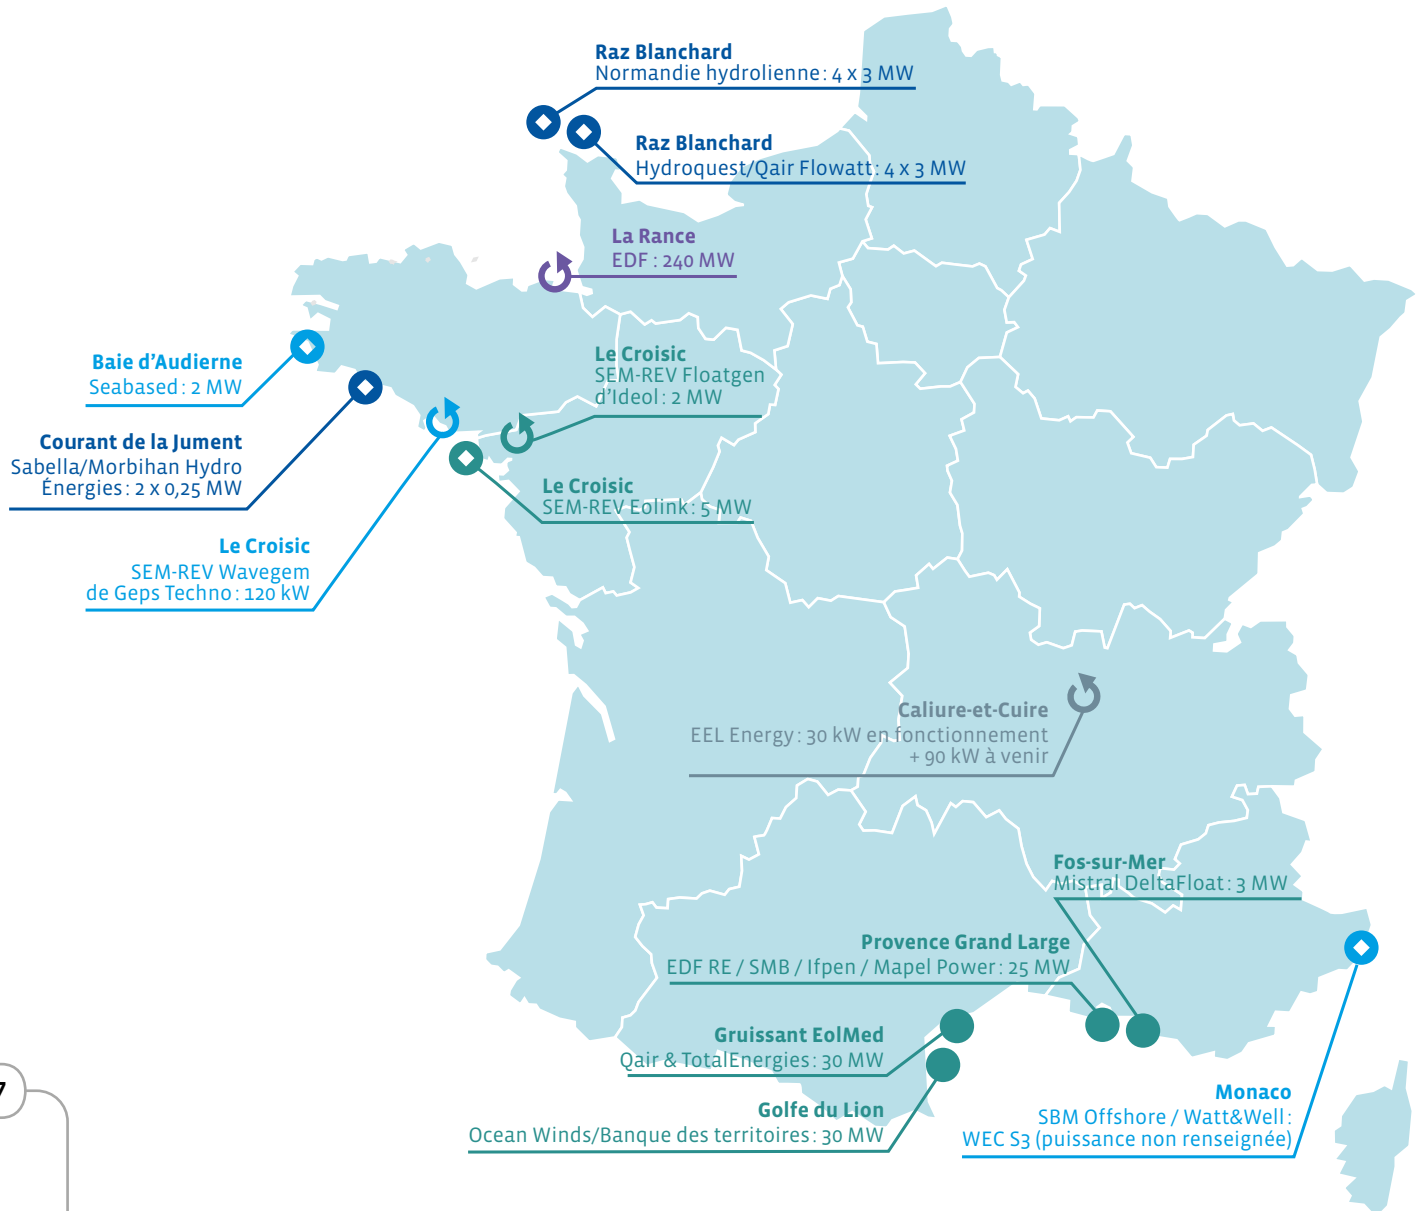 Raz Blanchard
Normandie hydrolienne : 4 x 3 MW
Raz Blanchard
Hydroquest/Qair Flowatt : 4 x 3 MW
La Rance
EDF : 240 MW
Baie d’Audierne
Seabased : 2 MW
Le Croisic
SEM-REV Floatgen
d’Ideol : 2 MW
Courant de la Jument
Sabella/Morbihan Hydro
Énergies : 2 x 0,25 MW
Le Croisic
SEM-REV Eolink : 5 MW
Le Croisic
SEM-REV Wavegem
de Geps Techno : 120 kW
Caliure-et-Cuire
EEL Energy : 30 kW en fonctionnement
+ 90 kW à venir
Fos-sur-Mer
Mistral DeltaFloat : 3 MW
Provence Grand Large
EDF RE / SMB / Ifpen / Mapel Power : 25 MW
Gruissant EolMed
Qair & TotalEnergies : 30 MW
Golfe du Lion
Ocean Winds/Banque des territoires : 30 MW
Monaco
SBM Offshore / Watt&Well :
WEC S3 (puissance non renseignée)
7